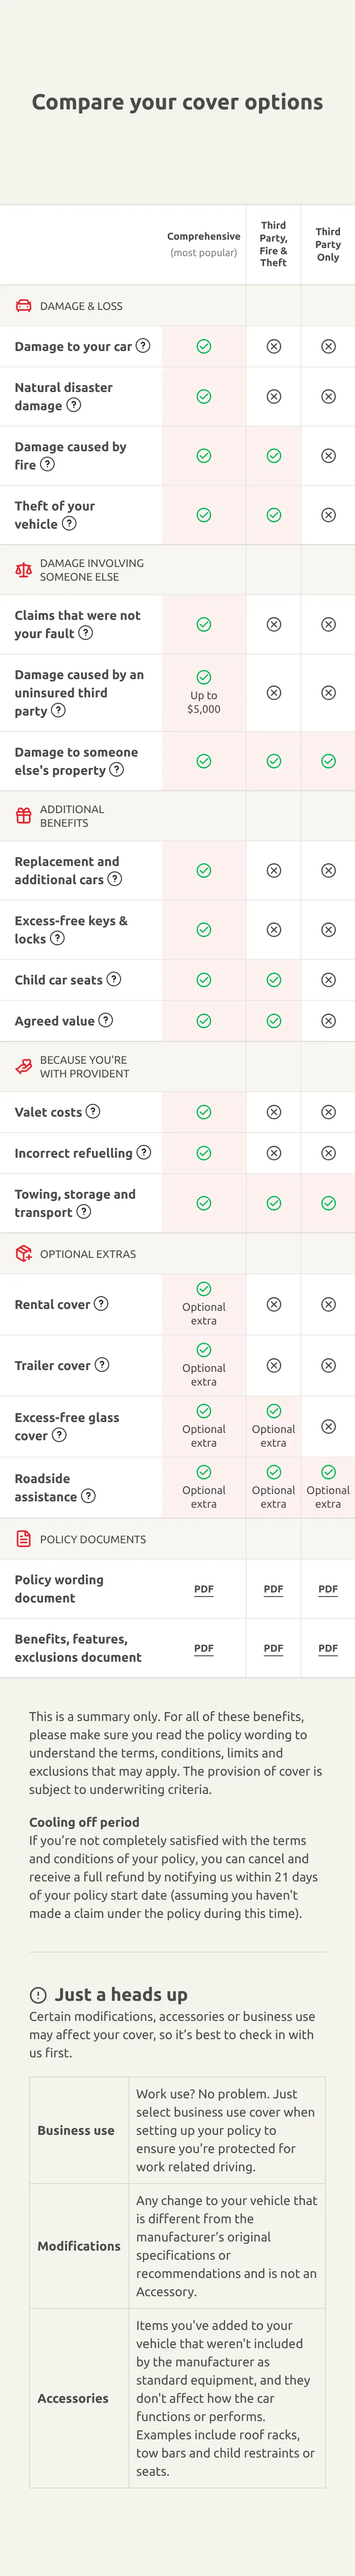 Compare your cover options
Comprehensive
(most popular)
Third
Party,
Fire &
Theft
Third
Party
Only
DAMAGE & LOSS
Damage to your car ?
Natural disaster
damage ?
Damage caused by
fire ?
Theft of your
vehicle ?
DAMAGE INVOLVING
SOMEONE ELSE
Claims that were not
your fault ?
Damage caused by an
uninsured third
party ?
Up to
$5,000
Damage to someone
else's property ?
ADDITIONAL
BENEFITS
Replacement and
additional cars ?
Excess-free keys &
locks ?
Child car seats ?
Agreed value ?
BECAUSE YOU'RE
WITH PROVIDENT
Valet costs ?
Incorrect refuelling ?
Towing, storage and
transport ?
OPTIONAL EXTRAS
Rental cover ?
Optional
extra
Trailer cover ?
Optional
extra
Excess-free glass
cover ?
Optional
extra
Optional
extra
Roadside
assistance ?
Optional
extra
Optional
extra
Optional
extra
POLICY DOCUMENTS
Policy wording
document
PDF
PDF
PDF
Benefits, features,
exclusions document
PDF
PDF
PDF
This is a summary only. For all of these benefits,
please make sure you read the policy wording to
understand the terms, conditions, limits and
exclusions that may apply. The provision of cover is
subject to underwriting criteria.
Cooling off period
If you're not completely satisfied with the terms
and conditions of your policy, you can cancel and
receive a full refund by notifying us within 21 days
of your policy start date (assuming you haven't
made a claim under the policy during this time).
Just a heads up
Certain modifications, accessories or business use
may affect your cover, so it's best to check in with
us first.
Business use
Work use? No problem. Just
select business use cover when
setting up your policy to
ensure you're protected for
work related driving.
Modifications
Any change to your vehicle that
is different from the
manufacturer's original
specifications or
recommendations and is not an
Accessory.
Accessories
Items you've added to your
vehicle that weren't included
by the manufacturer as
standard equipment, and they
don't affect how the car
functions or performs.
Examples include roof racks,
tow bars and child restraints or
seats.